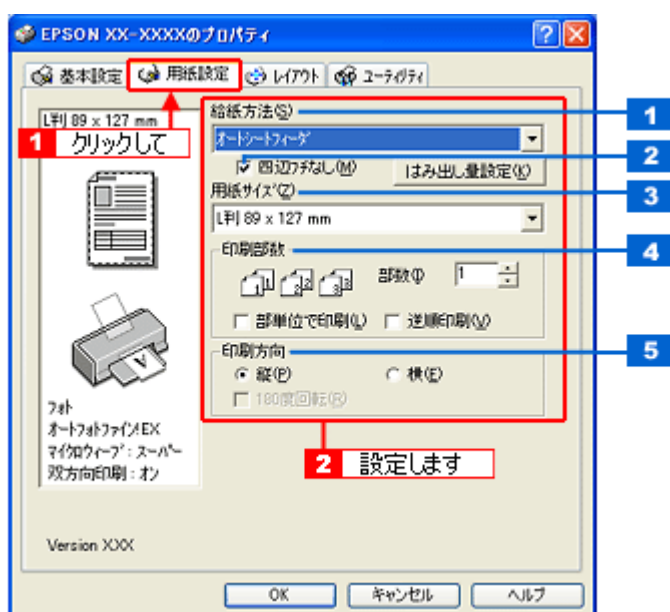 EPSON XX-XXXXのプロパティ
基本設定 用紙設定 レイアウト ユーティリティ
L判 89 x 127 mm
1 クリックして
給紙方法(S)
1
オートシートフィーダ
四辺フチなし(M) はみ出し量設定(K)
2
用紙サイズ(Z)
3
L判 89 x 127 mm
印刷部数
4
1 1 2 2 3 3
部数(I) 1
部単位で印刷(L) 逆順印刷(V)
印刷方向
5
縦(P) 横(E)
180度回転(R)
フォト
オートフォトファイン!EX
マイクロウィーブ：スーパー
双方向印刷：オン
2 設定します
Version XXX
OK キャンセル ヘルプ